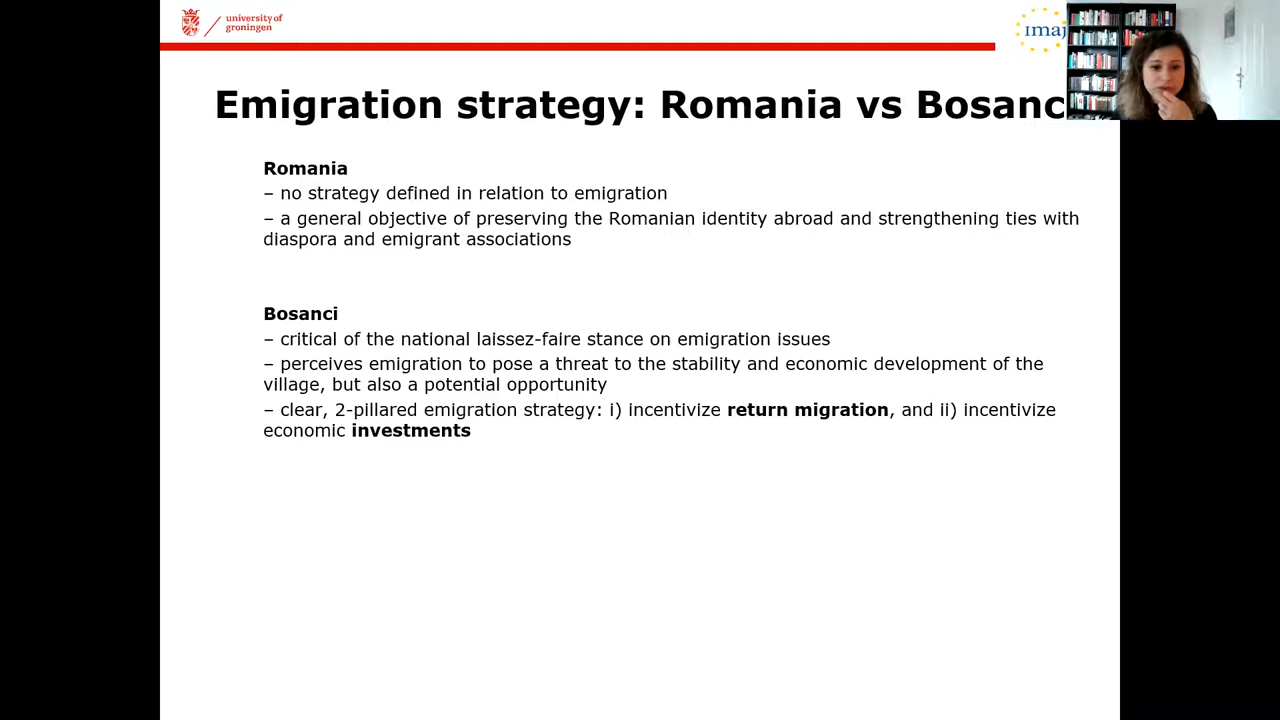 university of
groningen
imaj
Emigration strategy: Romania vs Bosanc
Romania
– no strategy defined in relation to emigration
– a general objective of preserving the Romanian identity abroad and strengthening ties with
diaspora and emigrant associations
Bosanci
– critical of the national laissez-faire stance on emigration issues
– perceives emigration to pose a threat to the stability and economic development of the
village, but also a potential opportunity
– clear, 2-pillared emigration strategy: i) incentivize return migration, and ii) incentivize
economic investments